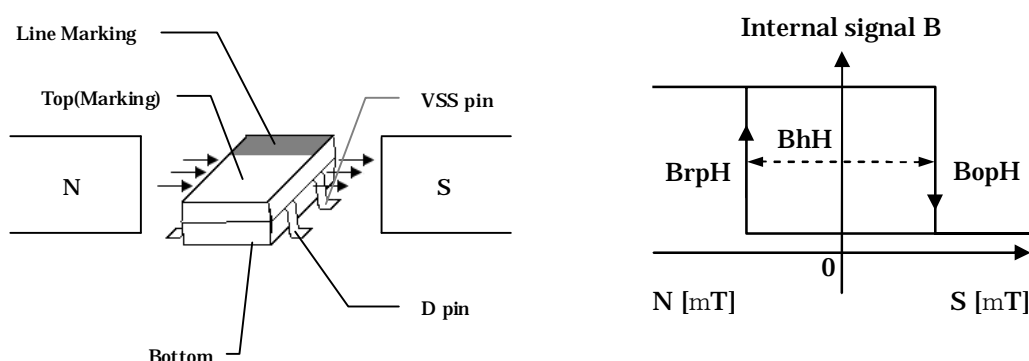 Line Marking
Top(Marking)
VSS pin
N
S
D pin
Bottom
Internal signal B
BhH
BrpH
BopH
0
N [mT]
S [mT]